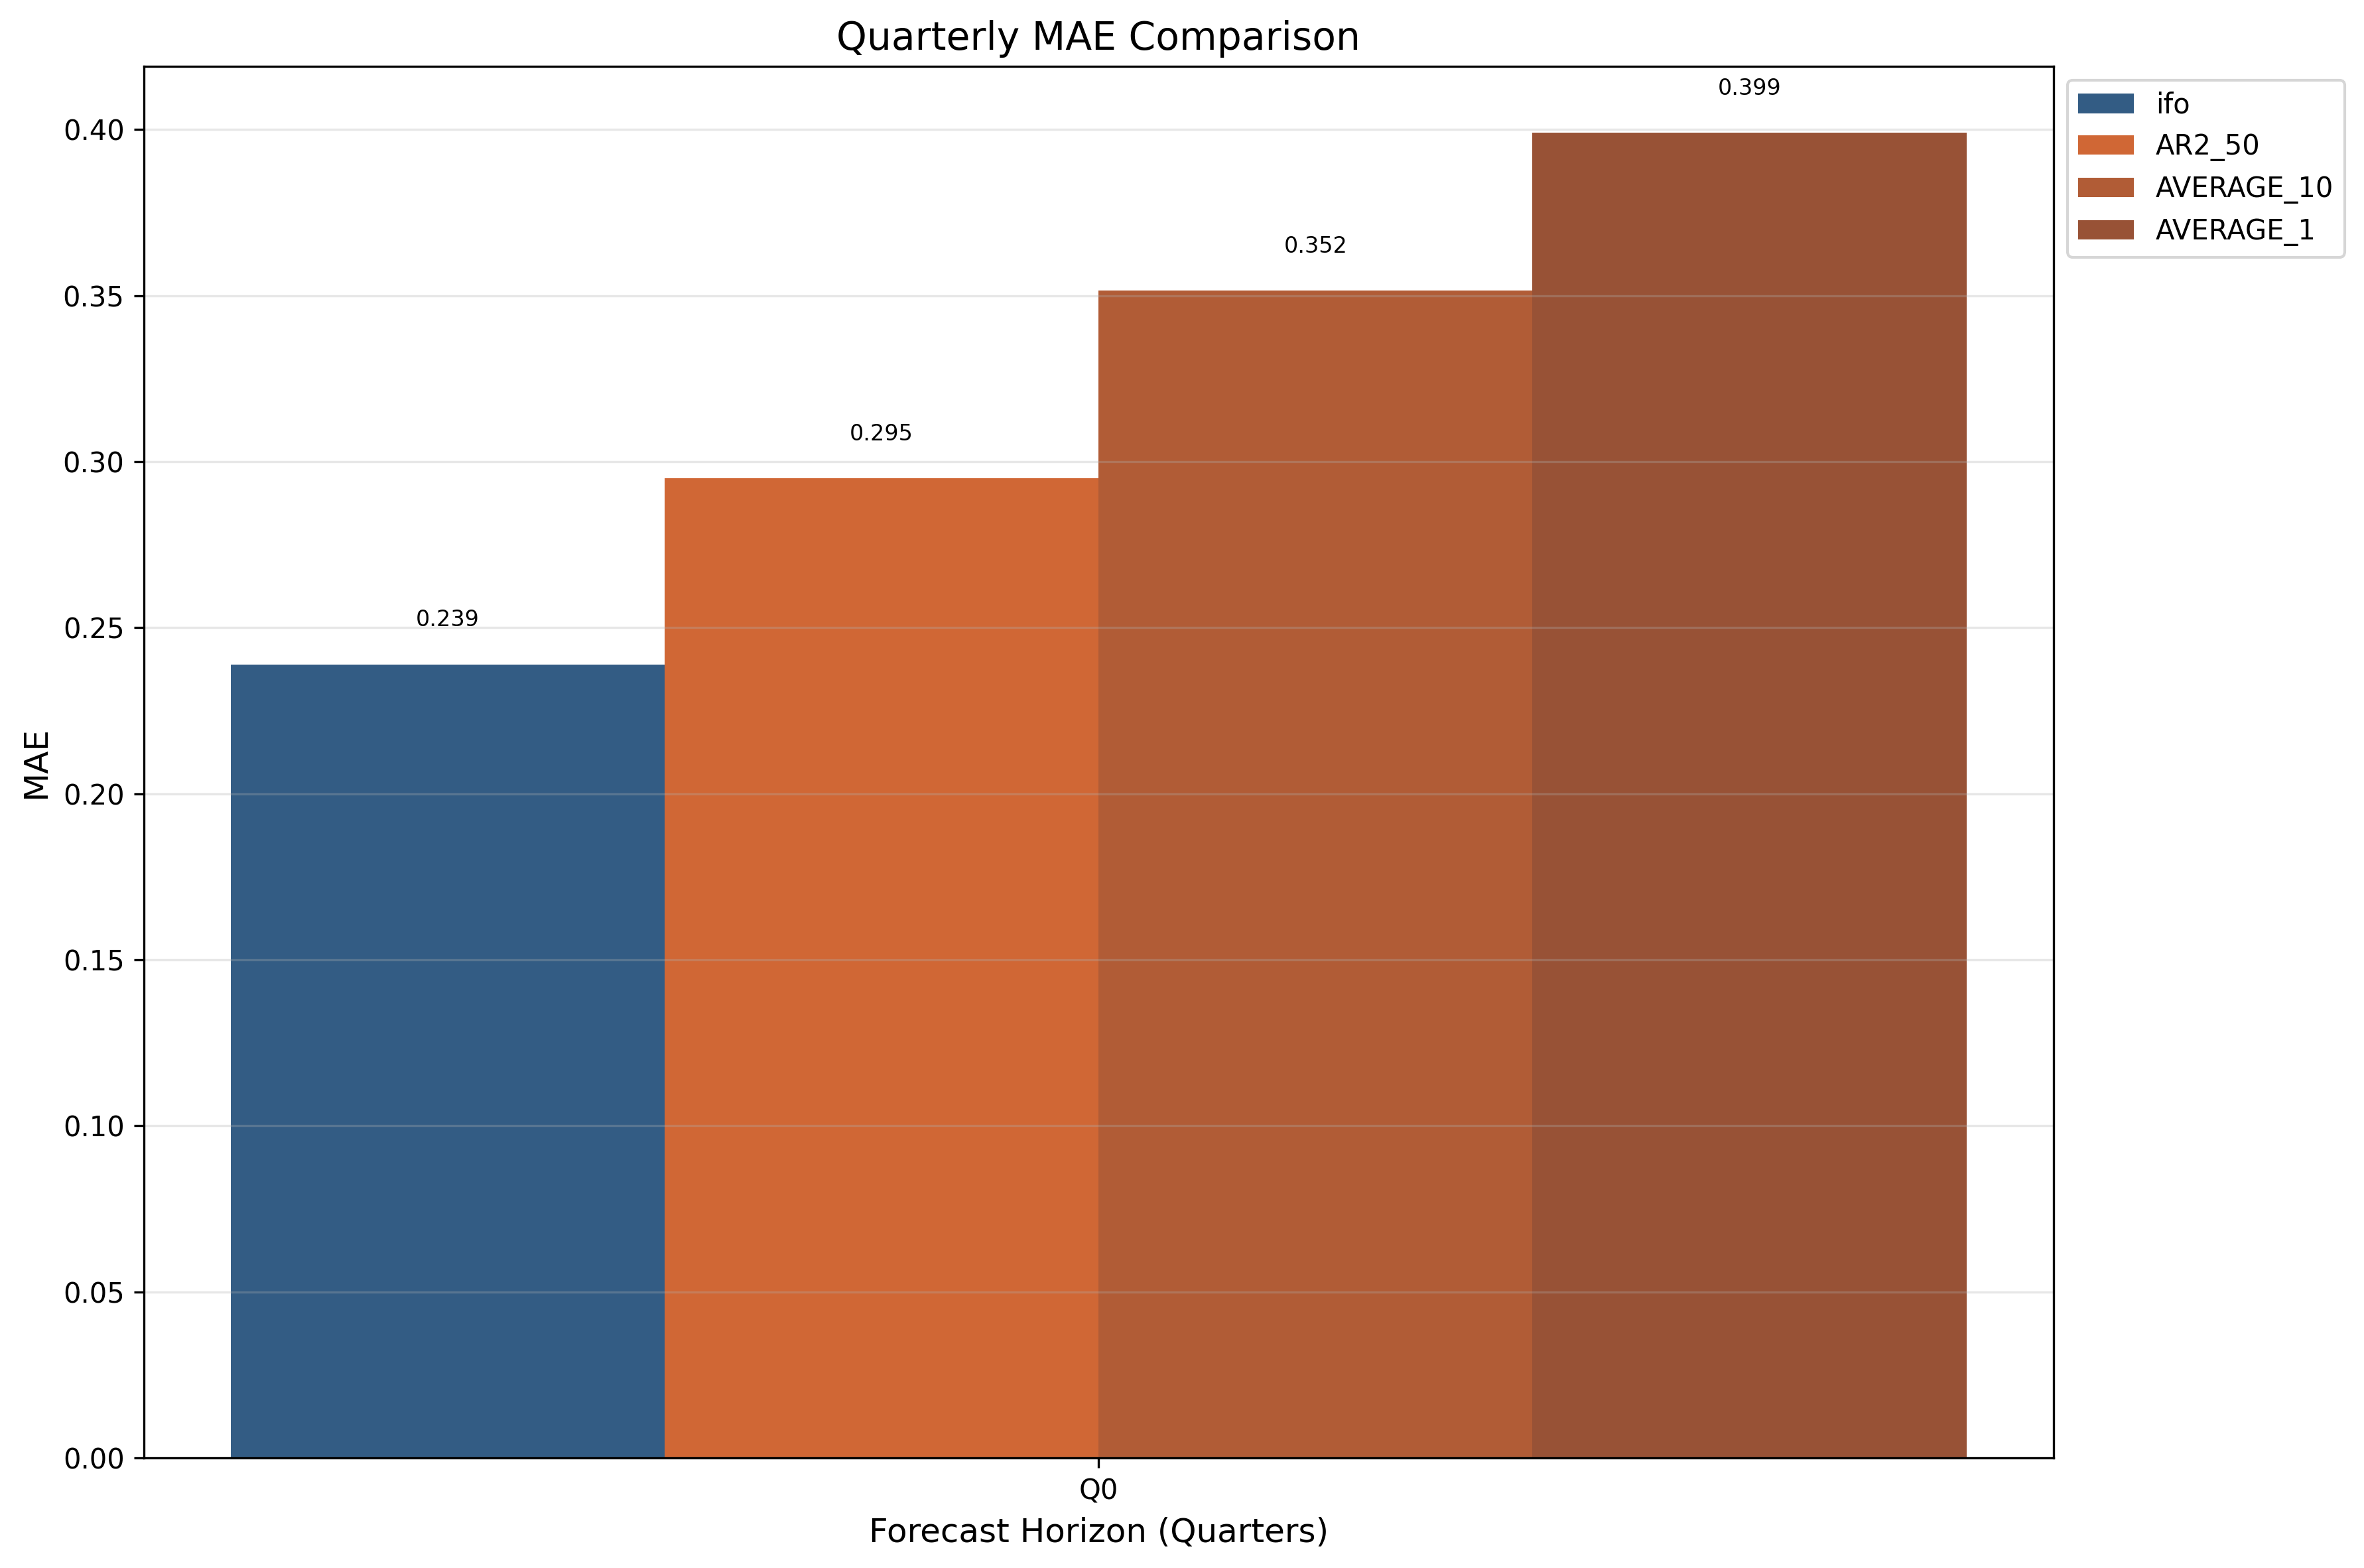 Quarterly MAE Comparison
ifo
AR2_50
AVERAGE_10
AVERAGE_1
0.399
0.352
0.295
0.239
0.40
0.35
0.30
0.25
0.20
0.15
0.10
0.05
0.00
MAE
Q0
Forecast Horizon (Quarters)